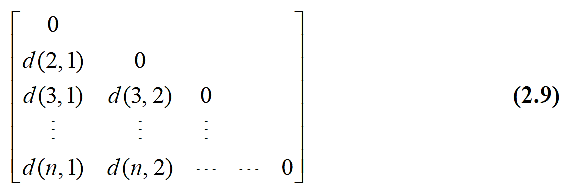 0
d(2,1) 0
d(3,1) d(3,2) 0 (2.9)
⋮ ⋮ ⋮
d(n,1) d(n,2) ⋯ ⋯ 0